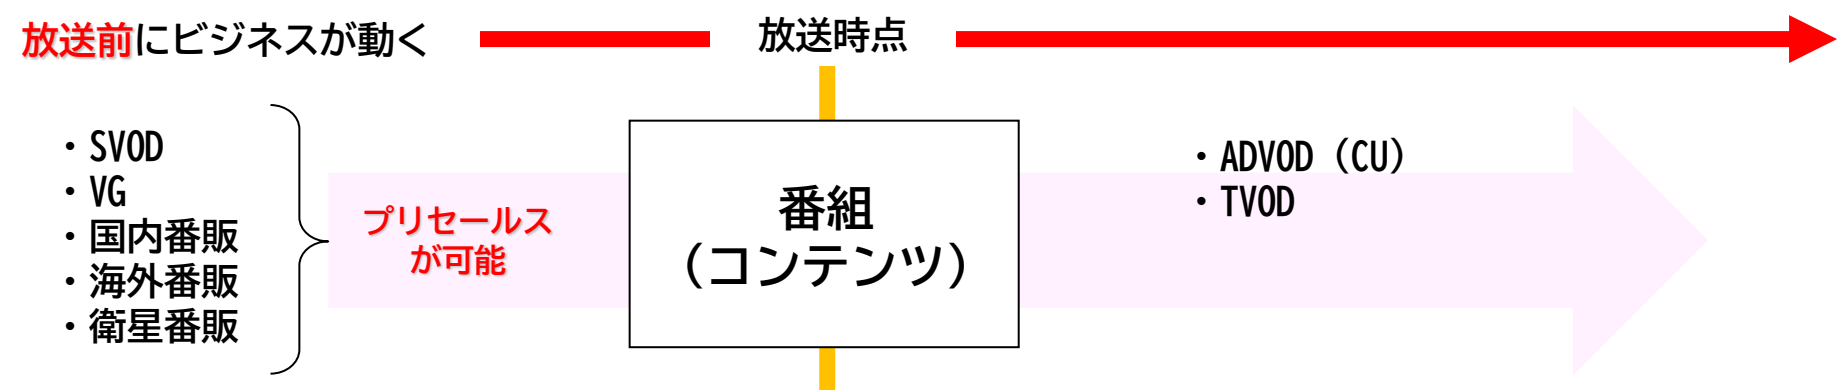 放送前にビジネスが動く
放送時点
・SVOD
・VG
・国内番販
・海外番販
・衛星番販
プリセールス
が可能
番組
（コンテンツ）
・ADVOD（CU）
・TVOD